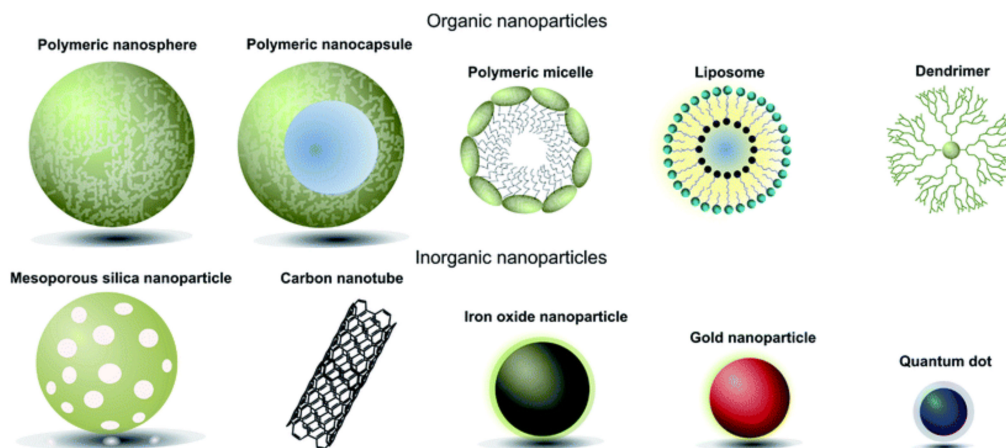 Organic nanoparticles
Polymeric nanosphere
Polymeric nanocapsule
Polymeric micelle
Liposome
Dendrimer
Inorganic nanoparticles
Mesoporous silica nanoparticle
Carbon nanotube
Iron oxide nanoparticle
Gold nanoparticle
Quantum dot